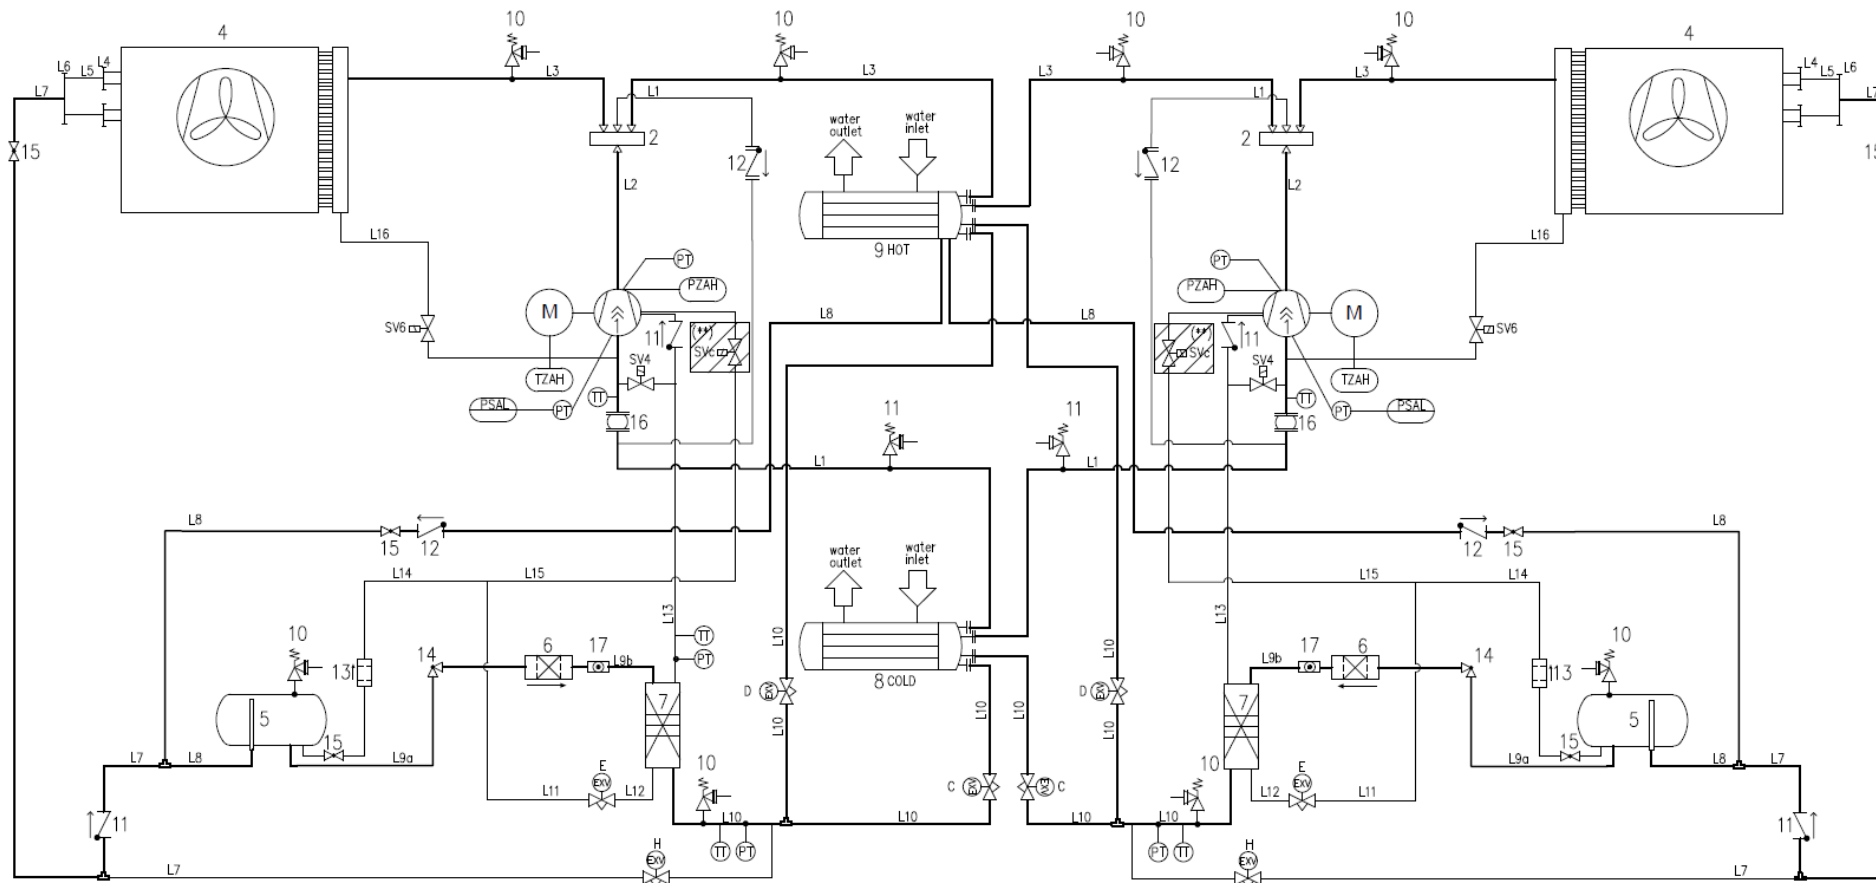 10
10
10
10
4
4
L6
L5
L4
L3
L3
L3
L3
L4
L5
L6
L7
L7
L1
L1
water
outlet
water
inlet
15
2
2
15
12
12
L2
L2
L16
9 HOT
L16
PT
PT
PZAH
PZAH
M
M
L8
L8
SV6
11
(**)
SVc
(**)
SVc
11
SV6
SV4
SV4
TZAH
TZAH
TT
TT
PSAL
PT
PT
PSAL
16
11
11
16
L1
L1
L8
L8
15
12
12
15
water
outlet
water
inlet
L14
L15
L15
L14
L13
L13
10
TT
L10
L10
10
14
6
17
17
6
14
13
L9b
PT
L9b
113
8 COLD
5
7
D
EXV
D
EXV
7
5
15
L10
L10
L10
L10
15
L7
L8
L9a
L9a
L8
L7
E
EXV
10
10
E
EXV
C
EXV
EXV
C
L11
L12
L12
L11
11
L10
L10
L10
L10
11
TT
PT
PT
TT
H
EXV
H
EXV
L7
L7